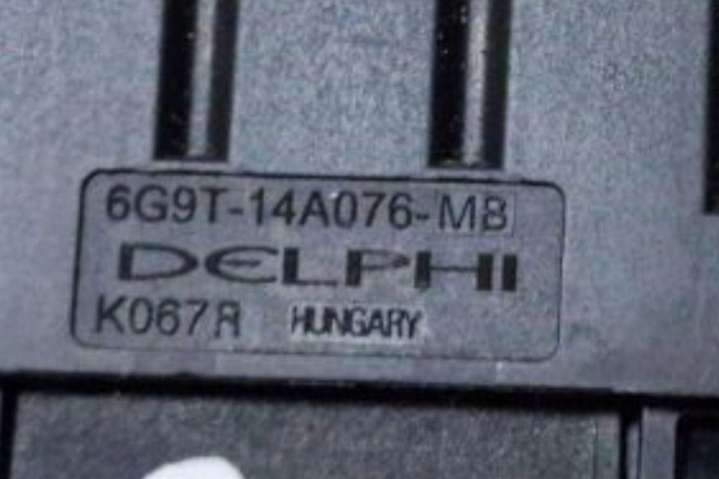 6G9T-14A076-MB
DELPHI
K067R HUNGARY